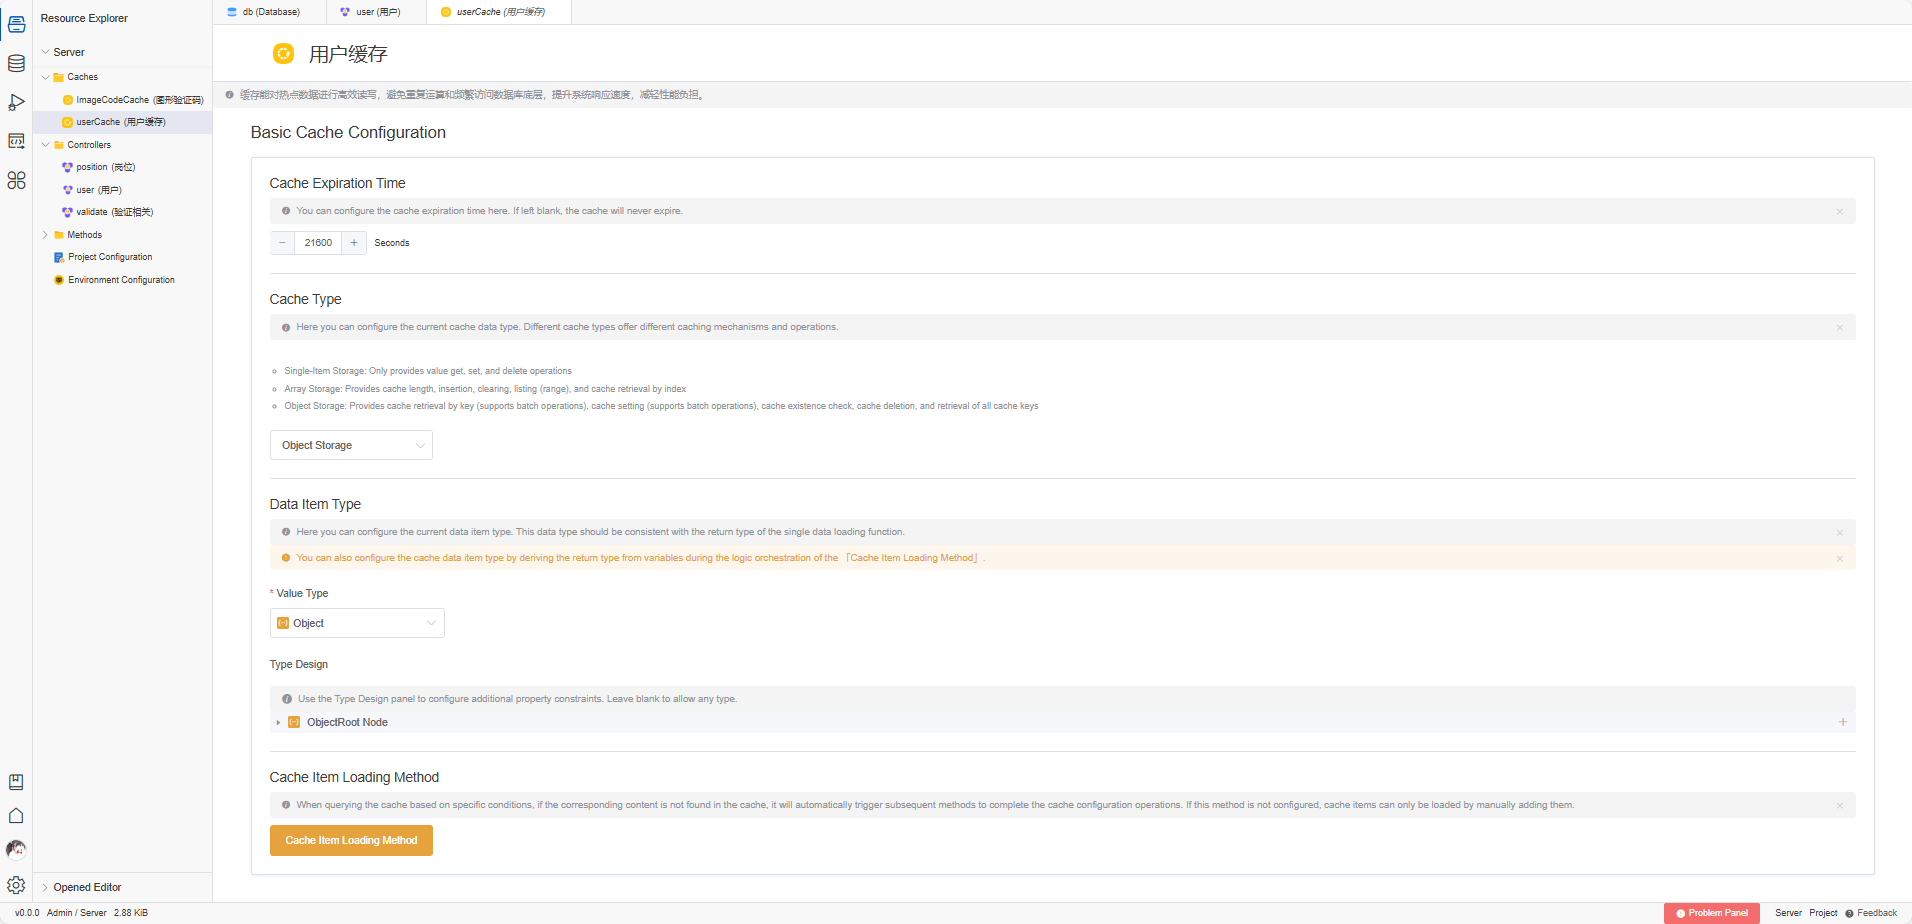 Resource Explorer
db (Database)
user (用户)
userCache (用户缓存)
Server
Caches
ImageCodeCache (图形验证码)
userCache (用户缓存)
Controllers
position (岗位)
user (用户)
validate (验证相关)
Methods
Project Configuration
Environment Configuration
用户缓存
缓存能对热点数据进行高效读写，避免重复运算和频繁访问数据库底层，提升系统响应速度，减轻性能负担。
Basic Cache Configuration
Cache Expiration Time
You can configure the cache expiration time here. If left blank, the cache will never expire.
− 21600 + Seconds
Cache Type
Here you can configure the current cache data type. Different cache types offer different caching mechanisms and operations.
Single-Item Storage: Only provides value get, set, and delete operations
Array Storage: Provides cache length, insertion, clearing, listing (range), and cache retrieval by index
Object Storage: Provides cache retrieval by key (supports batch operations), cache setting (supports batch operations), cache existence check, cache deletion, and retrieval of all cache keys
Object Storage
Data Item Type
Here you can configure the current data item type. This data type should be consistent with the return type of the single data loading function.
You can also configure the cache data item type by deriving the return type from variables during the logic orchestration of the 「Cache Item Loading Method」.
* Value Type
Object
Type Design
Use the Type Design panel to configure additional property constraints. Leave blank to allow any type.
ObjectRoot Node
Cache Item Loading Method
When querying the cache based on specific conditions, if the corresponding content is not found in the cache, it will automatically trigger subsequent methods to complete the cache configuration operations. If this method is not configured, cache items can only be loaded by manually adding them.
Cache Item Loading Method
Opened Editor
v0.0.0 Admin / Server 2.88 KiB
Problem Panel Server Project Feedback